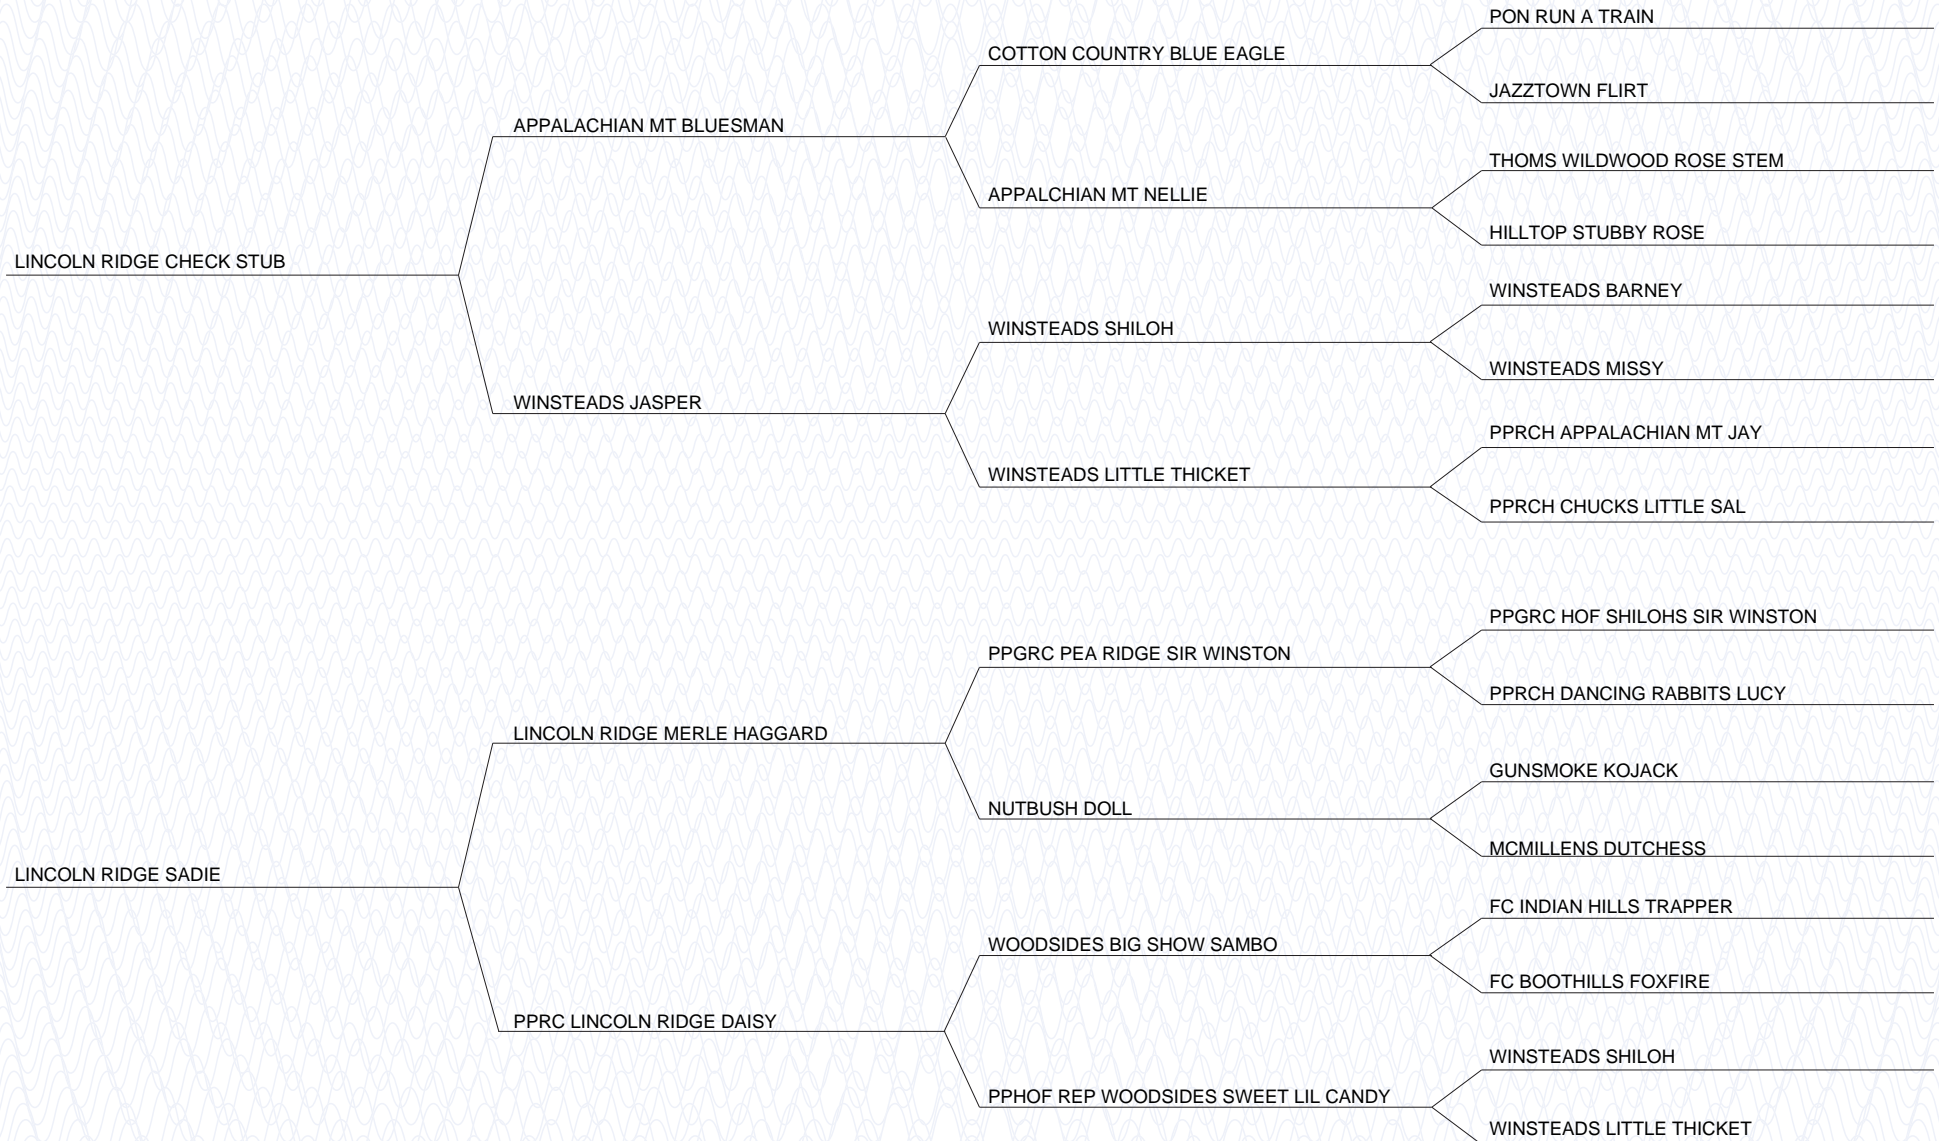 PON RUN A TRAIN
COTTON COUNTRY BLUE EAGLE
JAZZTOWN FLIRT
APPALACHIAN MT BLUESMAN
THOMS WILDWOOD ROSE STEM
APPALCHIAN MT NELLIE
HILLTOP STUBBY ROSE
LINCOLN RIDGE CHECK STUB
WINSTEADS BARNEY
WINSTEADS SHILOH
WINSTEADS MISSY
WINSTEADS JASPER
PPRCH APPALACHIAN MT JAY
WINSTEADS LITTLE THICKET
PPRCH CHUCKS LITTLE SAL
PPGRC HOF SHILOHS SIR WINSTON
PPGRC PEA RIDGE SIR WINSTON
PPRCH DANCING RABBITS LUCY
LINCOLN RIDGE MERLE HAGGARD
GUNSMOKE KOJACK
NUTBUSH DOLL
MCMILLENS DUTCHESS
LINCOLN RIDGE SADIE
FC INDIAN HILLS TRAPPER
WOODSIDES BIG SHOW SAMBO
FC BOOTHILLS FOXFIRE
PPRC LINCOLN RIDGE DAISY
WINSTEADS SHILOH
PPHOF REP WOODSIDES SWEET LIL CANDY
WINSTEADS LITTLE THICKET